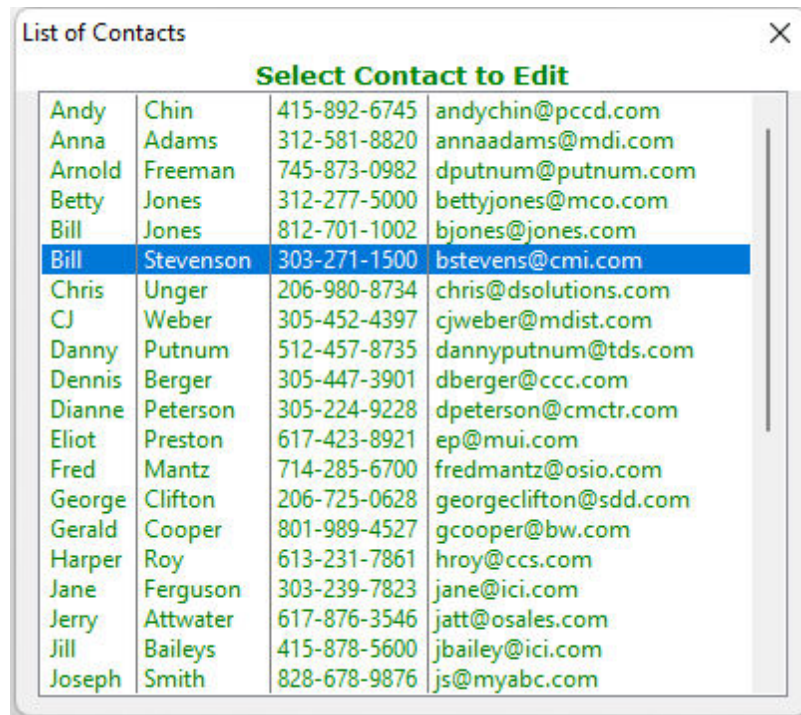 List of Contacts
Select Contact to Edit
Andy Chin 415-892-6745 andychin@pccd.com
Anna Adams 312-581-8820 annaadams@mdi.com
Arnold Freeman 745-873-0982 dputnum@putnum.com
Betty Jones 312-277-5000 bettyjones@mco.com
Bill Jones 812-701-1002 bjones@jones.com
Bill Stevenson 303-271-1500 bstevens@cmi.com
Chris Unger 206-980-8734 chris@dsolutions.com
CJ Weber 305-452-4397 cjweber@mdist.com
Danny Putnum 512-457-8735 dannyputnum@tds.com
Dennis Berger 305-447-3901 dberger@ccc.com
Dianne Peterson 305-224-9228 dpeterson@cmctr.com
Eliot Preston 617-423-8921 ep@mui.com
Fred Mantz 714-285-6700 fredmantz@osio.com
George Clifton 206-725-0628 georgeclifton@sdd.com
Gerald Cooper 801-989-4527 gcooper@bw.com
Harper Roy 613-231-7861 hroy@ccs.com
Jane Ferguson 303-239-7823 jane@ici.com
Jerry Attwater 617-876-3546 jatt@osales.com
Jill Baileys 415-878-5600 jbailey@ici.com
Joseph Smith 828-678-9876 js@myabc.com